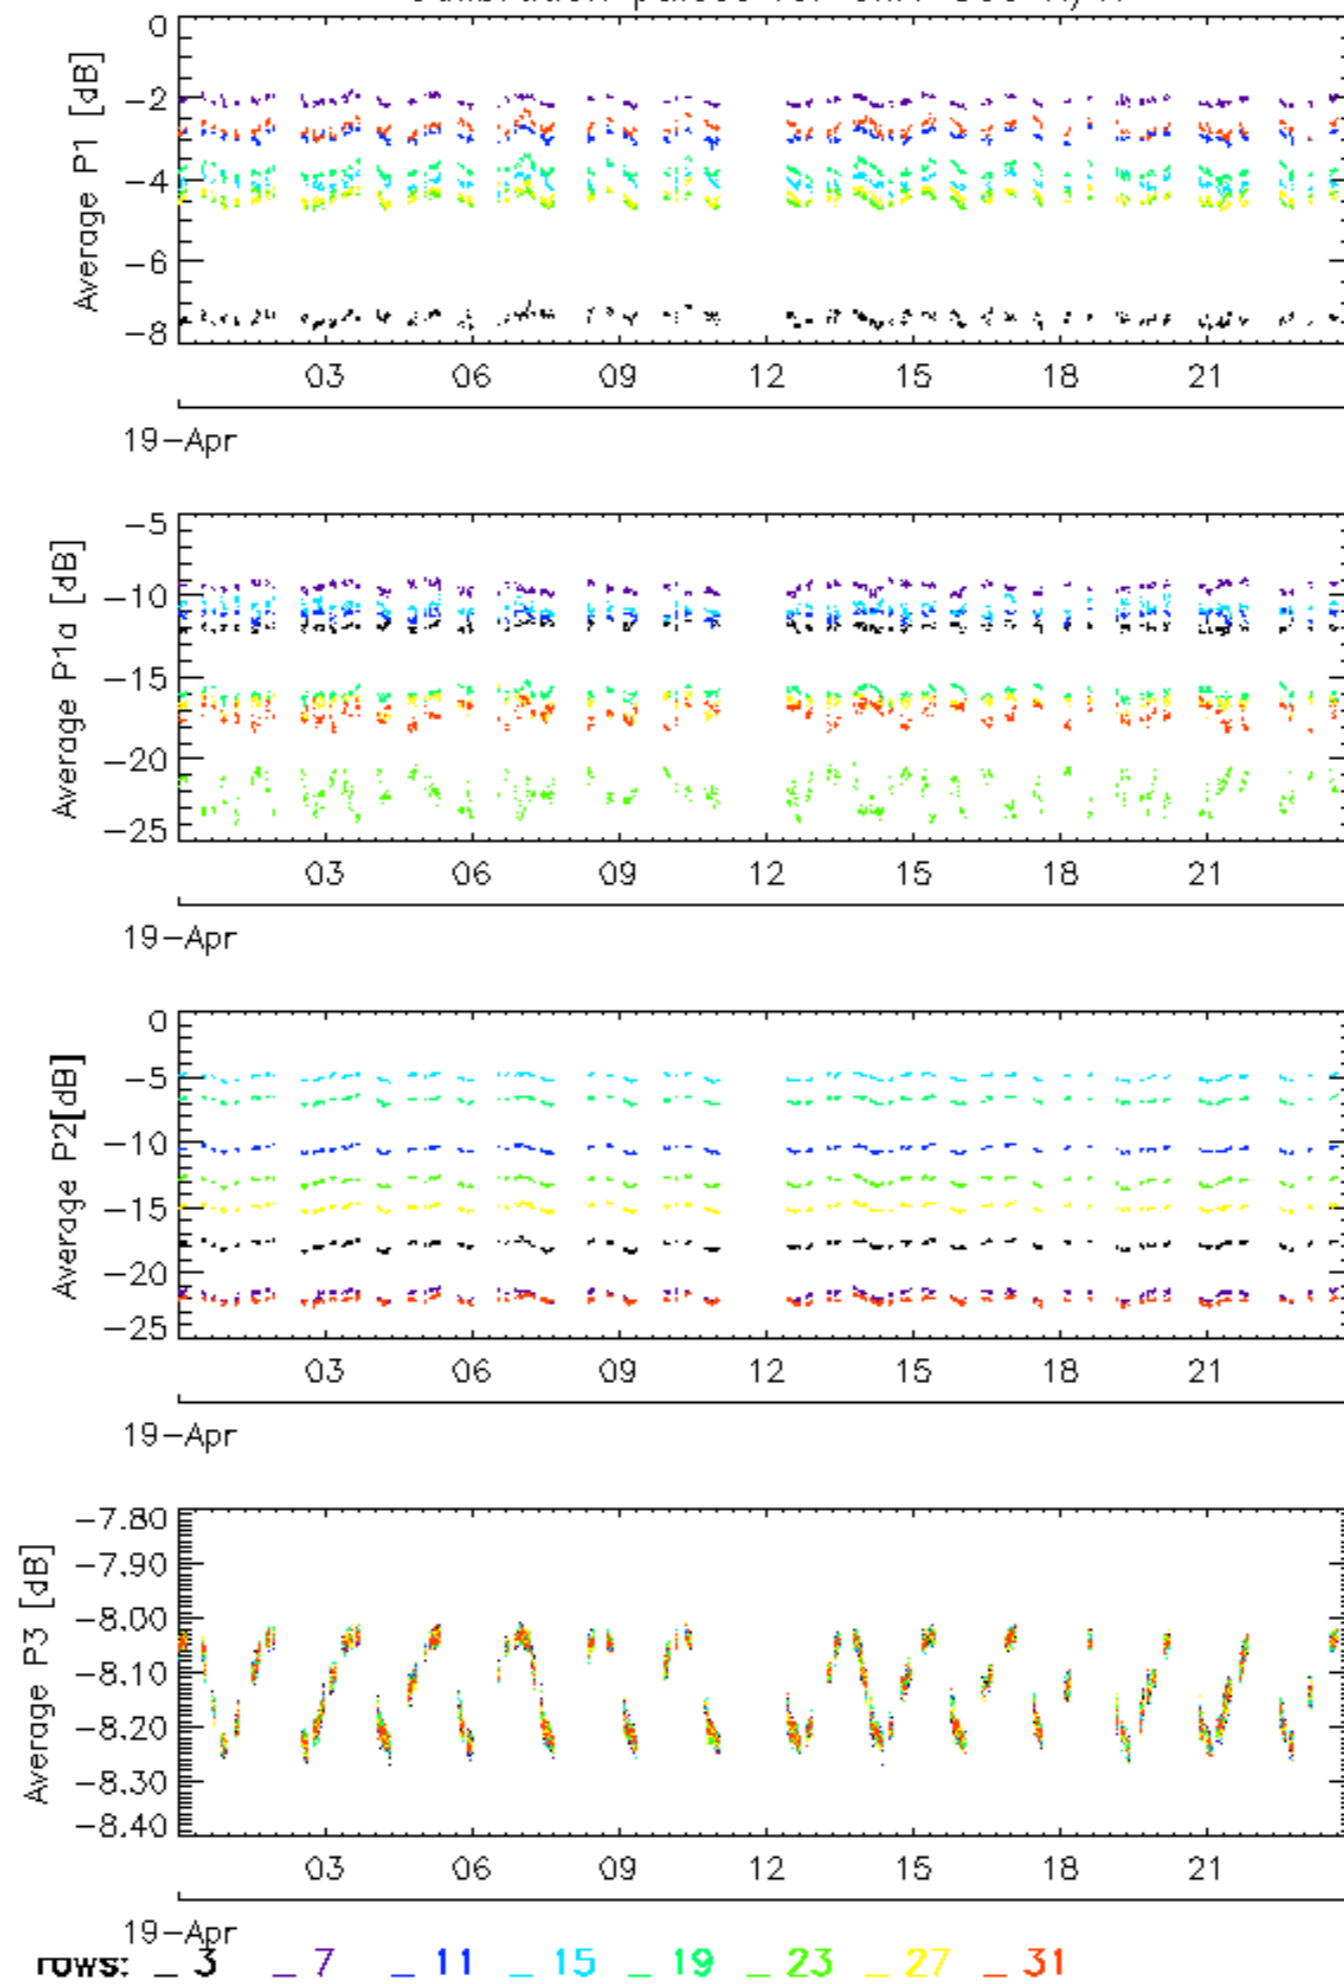 0
−2
−4
−6
−8
Average P1 [dB]
03 06 09 12 15 18 21
19−Apr
−5
−10
−15
−20
−25
Average P1a [dB]
03 06 09 12 15 18 21
19−Apr
0
−5
−10
−15
−20
−25
Average P2[dB]
03 06 09 12 15 18 21
19−Apr
−7.80
−7.90
−8.00
−8.10
−8.20
−8.30
−8.40
Average P3 [dB]
03 06 09 12 15 18 21
19−Apr
rows: _ 3 _ 7 _ 11 _ 15 _ 19 _ 23 _ 27 _ 31